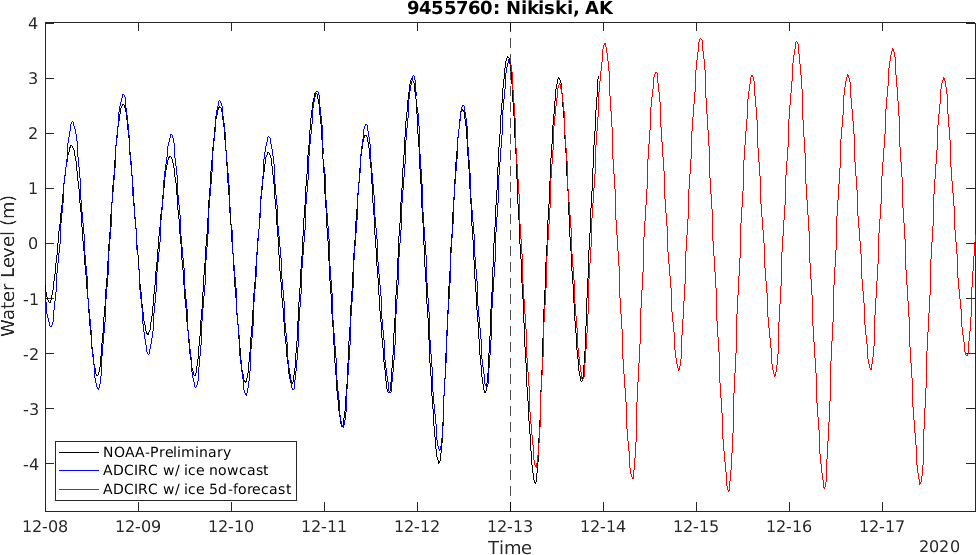 9455760: Nikiski, AK
4
3
2
1
0
-1
-2
-3
-4
Water Level (m)
NOAA-Preliminary
ADCIRC w/ ice nowcast
ADCIRC w/ ice 5d-forecast
12-08 12-09 12-10 12-11 12-12 12-13 12-14 12-15 12-16 12-17
Time
2020